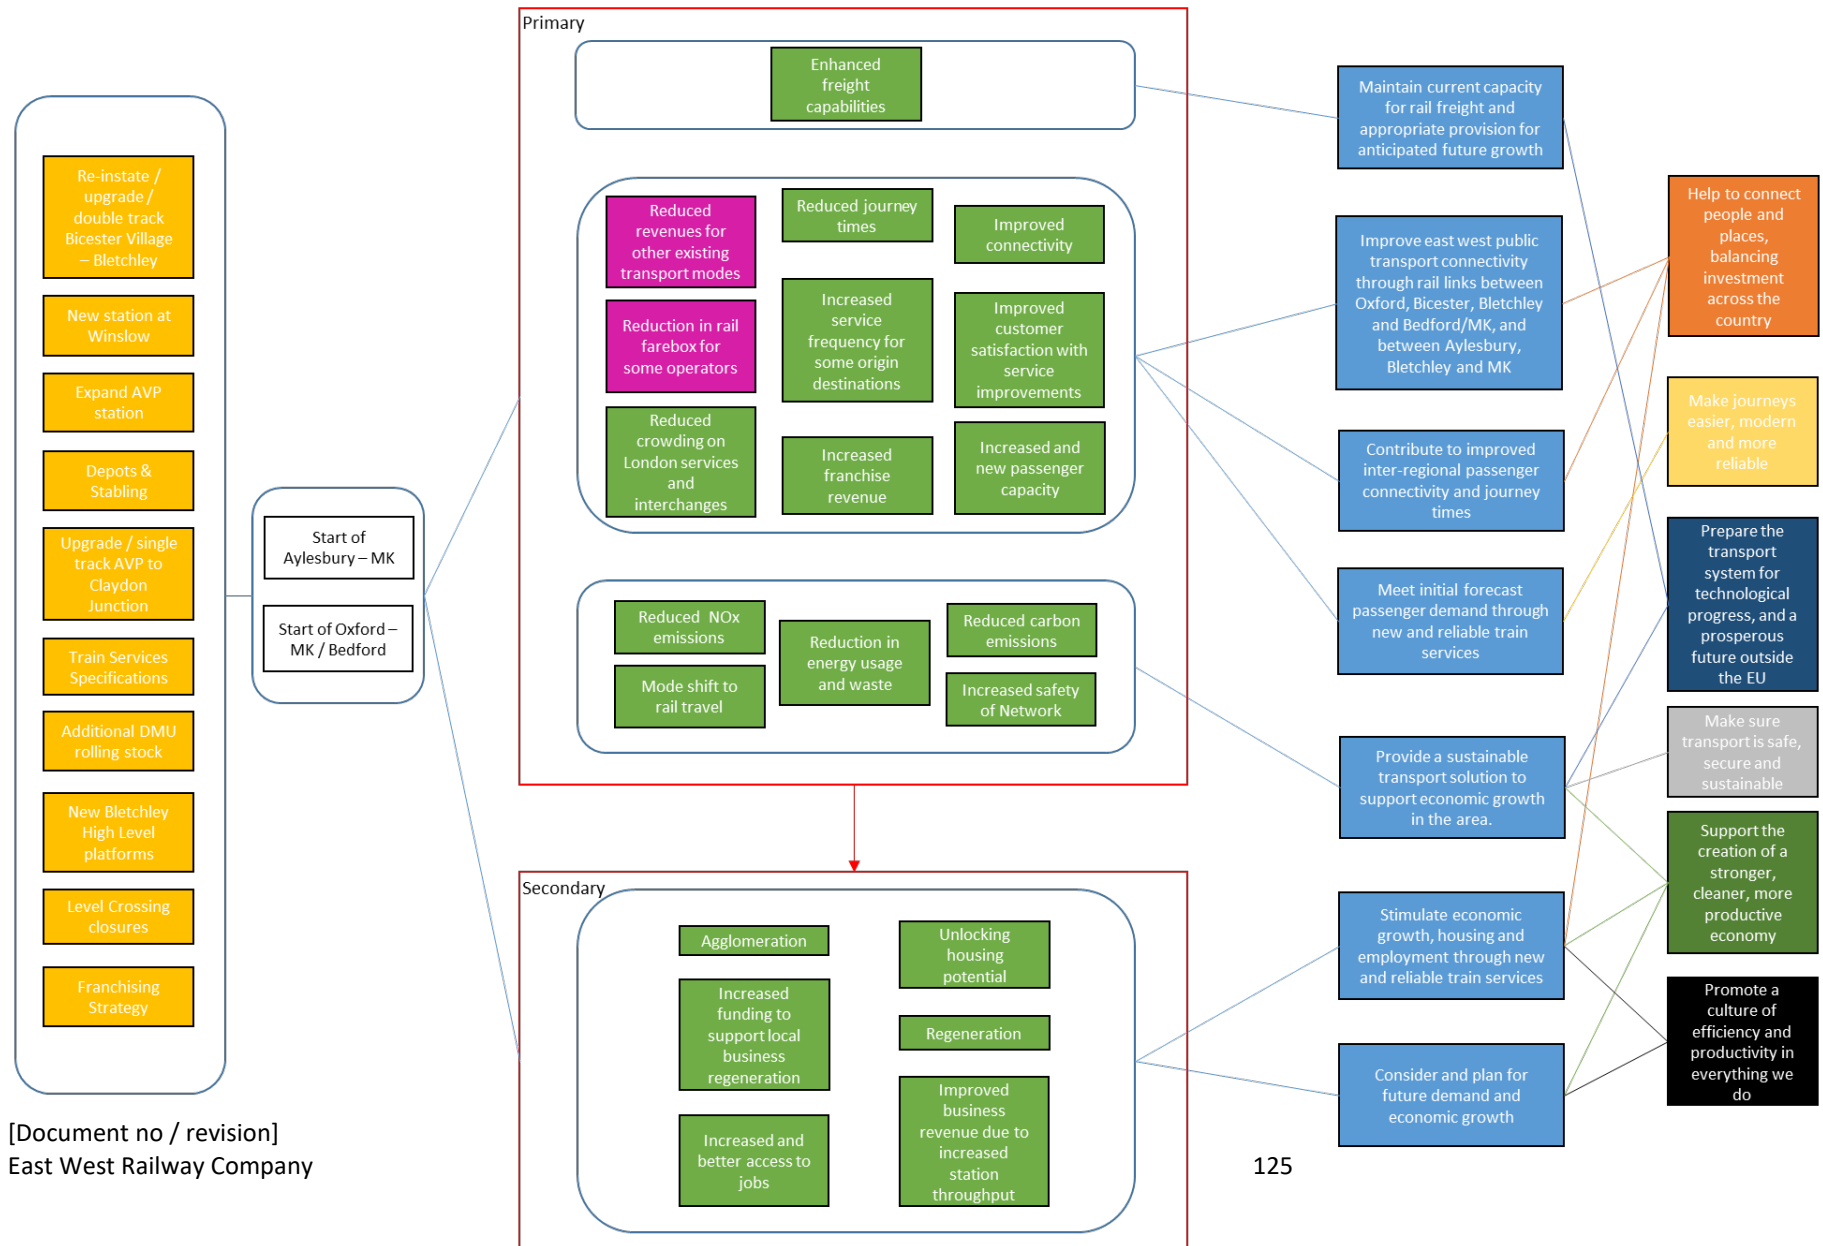 Primary
Enhanced
freight
capabilities
Reduced
revenues for
other existing
transport modes
Reduced journey
times
Improved
connectivity
Reduction in rail
farebox for
some operators
Increased
service
frequency for
some origin
destinations
Improved
customer
satisfaction with
service
improvements
Reduced
crowding on
London services
and
interchanges
Increased
franchise
revenue
Increased and
new passenger
capacity
Reduced NOx
emissions
Reduction in
energy usage
and waste
Reduced carbon
emissions
Mode shift to
rail travel
Increased safety
of Network
Re-instate /
upgrade /
double track
Bicester Village
– Bletchley
New station at
Winslow
Expand AVP
station
Depots &
Stabling
Upgrade / single
track AVP to
Claydon
Junction
Train Services
Specifications
Additional DMU
rolling stock
New Bletchley
High Level
platforms
Level Crossing
closures
Franchising
Strategy
Start of
Aylesbury – MK
Start of Oxford –
MK / Bedford
Secondary
Agglomeration
Unlocking
housing
potential
Increased
funding to
support local
business
regeneration
Regeneration
Increased and
better access to
jobs
Improved
business
revenue due to
increased
station
throughput
Maintain current capacity
for rail freight and
appropriate provision for
anticipated future growth
Improve east west public
transport connectivity
through rail links between
Oxford, Bicester, Bletchley
and Bedford/MK, and
between Aylesbury,
Bletchley and MK
Contribute to improved
inter-regional passenger
connectivity and journey
times
Meet initial forecast
passenger demand through
new and reliable train
services
Provide a sustainable
transport solution to
support economic growth
in the area.
Stimulate economic
growth, housing and
employment through new
and reliable train services
Consider and plan for
future demand and
economic growth
Help to connect
people and
places,
balancing
investment
across the
country
Make journeys
easier, modern
and more
reliable
Prepare the
transport
system for
technological
progress, and a
prosperous
future outside
the EU
Make sure
transport is safe,
secure and
sustainable
Support the
creation of a
stronger,
cleaner, more
productive
economy
Promote a
culture of
efficiency and
productivity in
everything we
do
[Document no / revision]
East West Railway Company
125